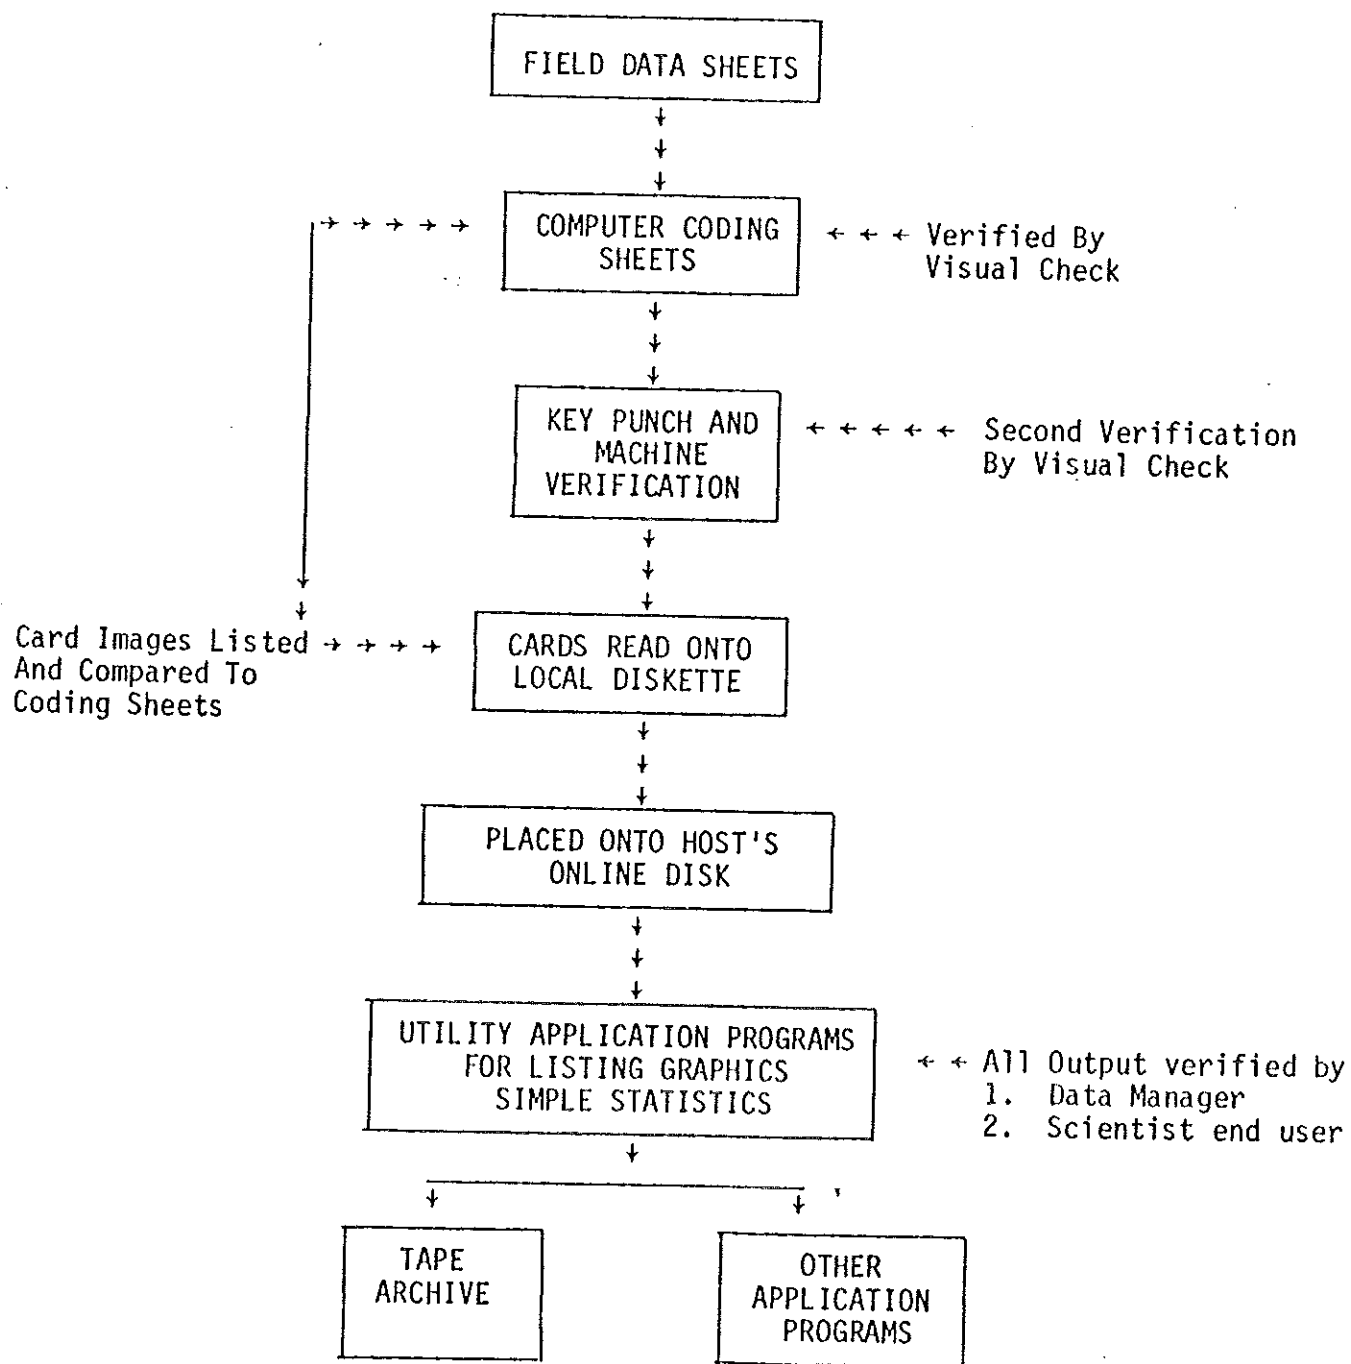 FIELD DATA SHEETS
COMPUTER CODING
SHEETS
Verified By
Visual Check
KEY PUNCH AND
MACHINE
VERIFICATION
Second Verification
By Visual Check
Card Images Listed
And Compared To
Coding Sheets
CARDS READ ONTO
LOCAL DISKETTE
PLACED ONTO HOST'S
ONLINE DISK
UTILITY APPLICATION PROGRAMS
FOR LISTING GRAPHICS
SIMPLE STATISTICS
All Output verified by
1. Data Manager
2. Scientist end user
TAPE
ARCHIVE
OTHER
APPLICATION
PROGRAMS